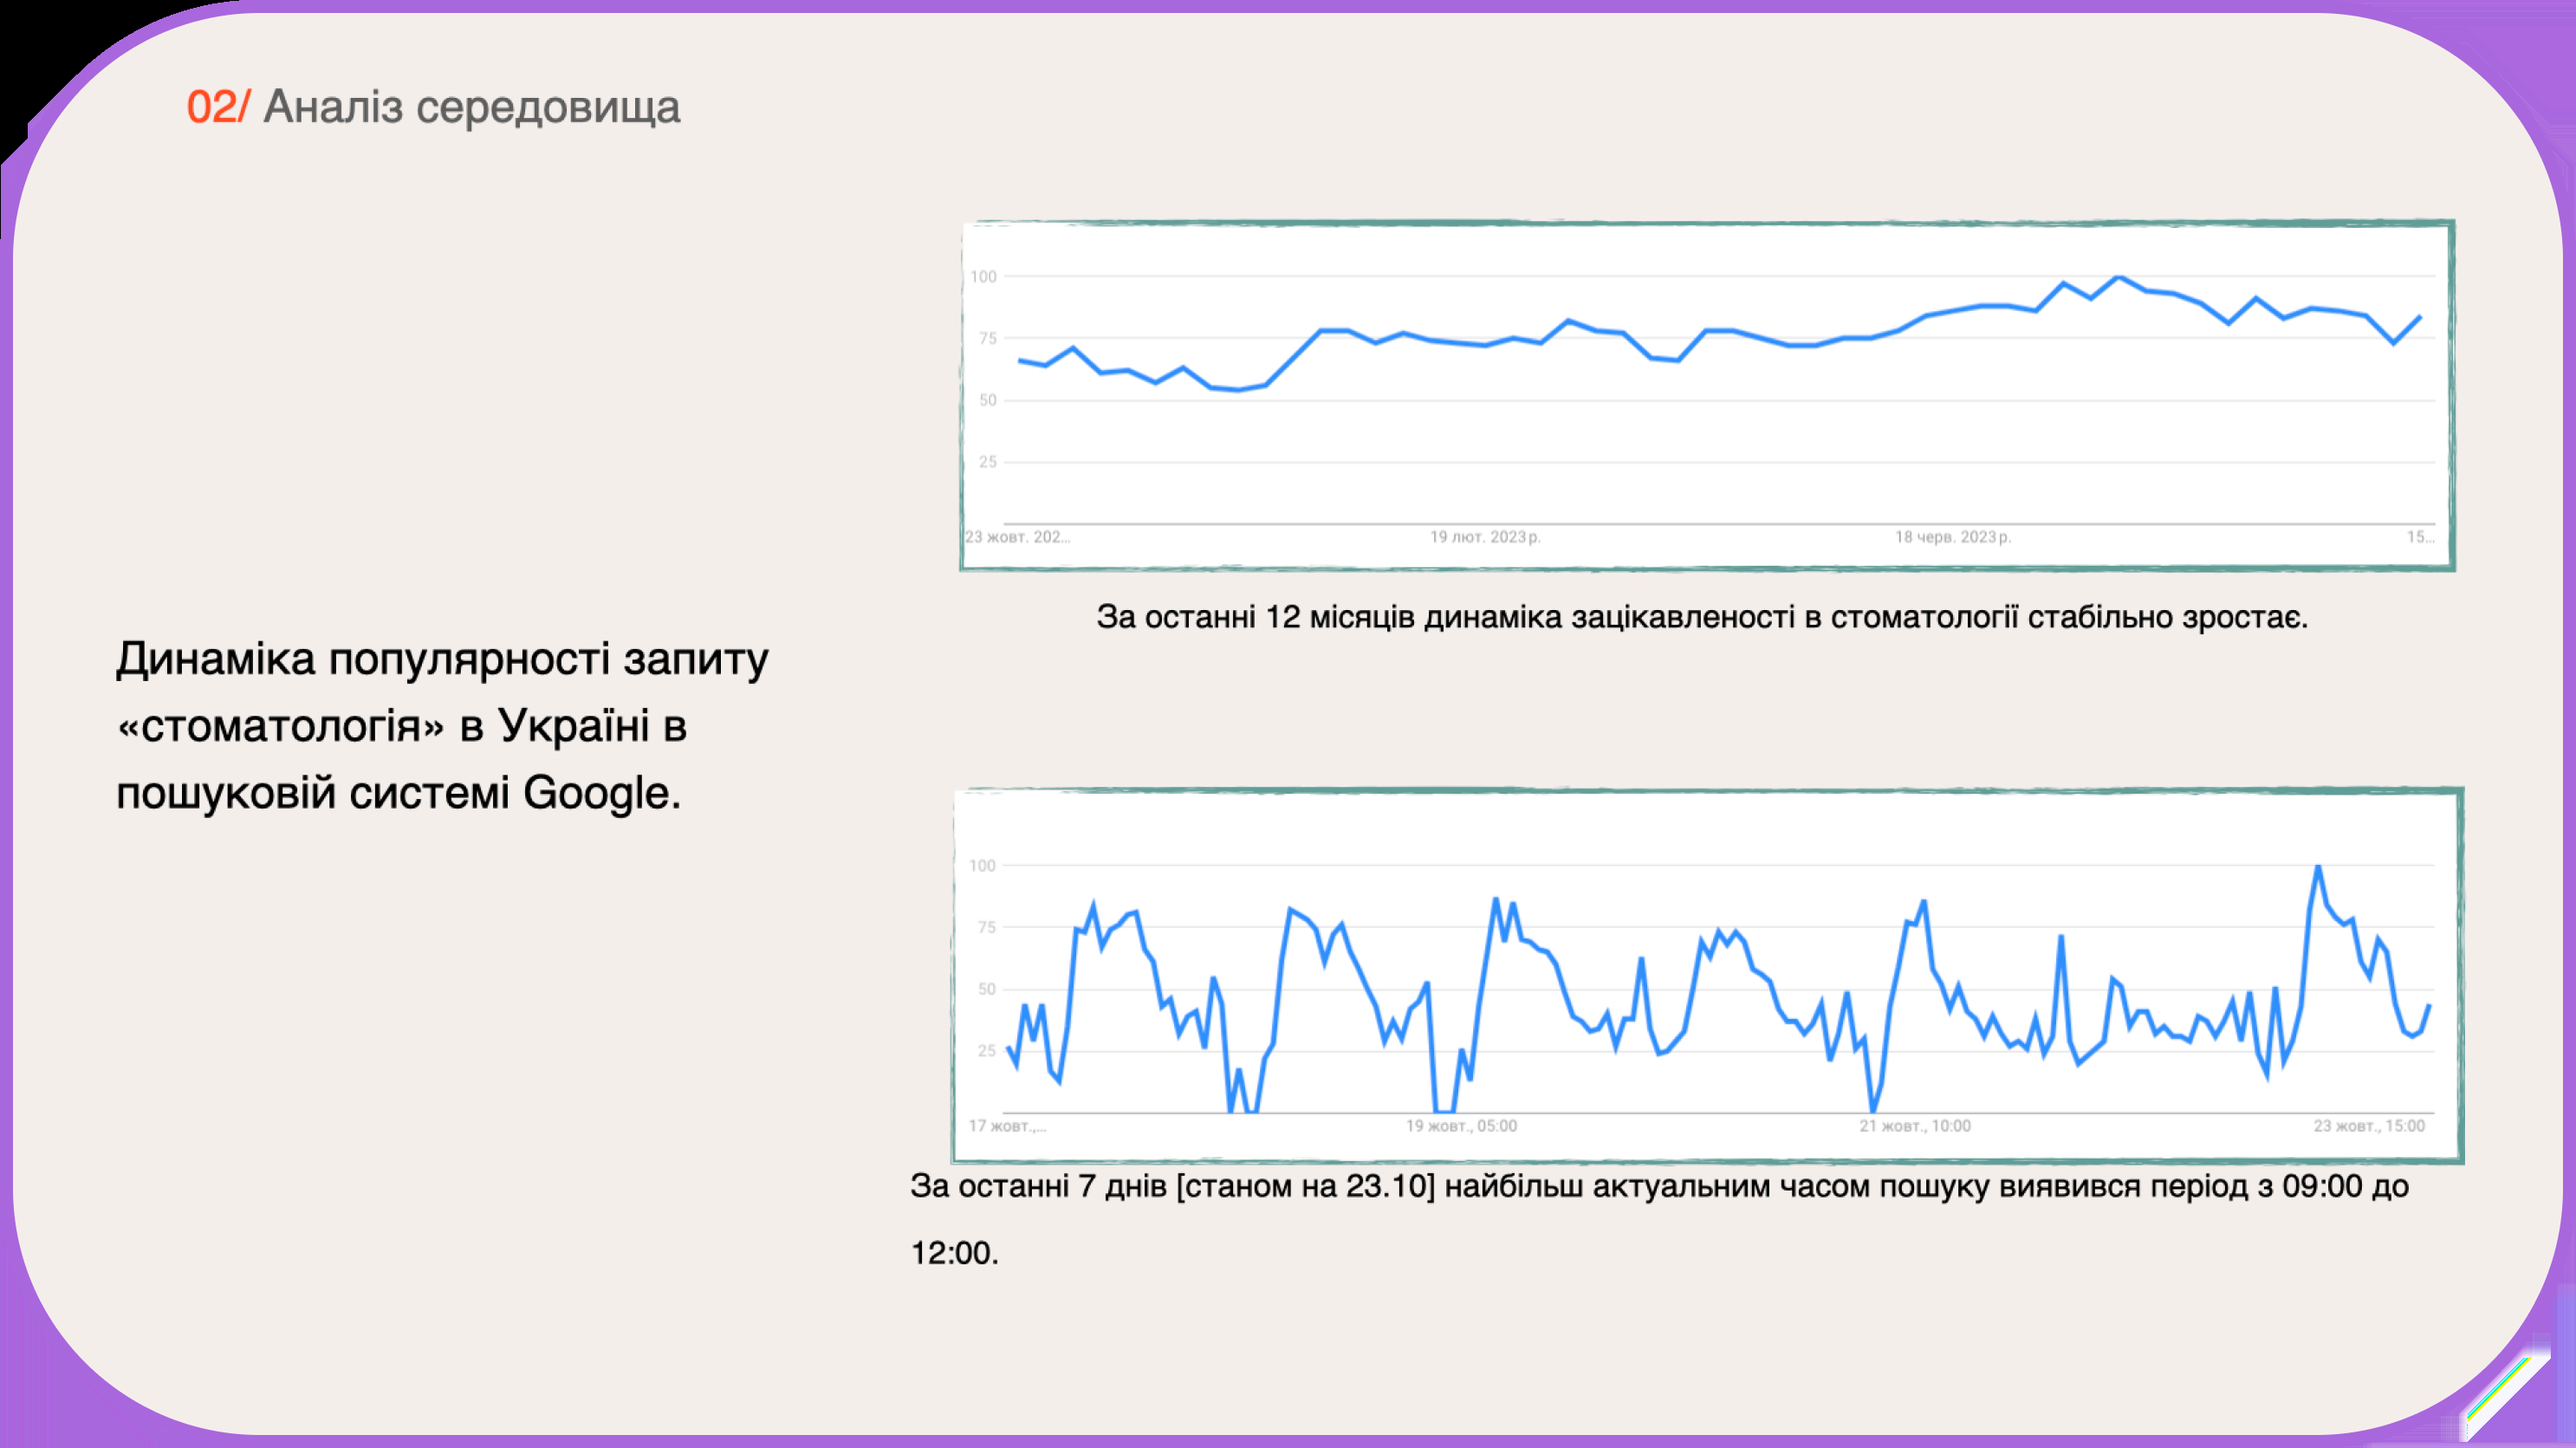 02/ Аналіз середовища
Динаміка популярності запиту
«стоматологія» в Україні в
пошуковій системі Google.
100
75
50
25
23 жовт. 202...
19 лют. 2023 р.
18 черв. 2023 р.
15...
За останні 12 місяців динаміка зацікавленості в стоматології стабільно зростає.
100
75
50
25
17 жовт.,...
19 жовт., 05:00
21 жовт., 10:00
23 жовт., 15:00
За останні 7 днів [станом на 23.10] найбільш актуальним часом пошуку виявився період з 09:00 до
12:00.